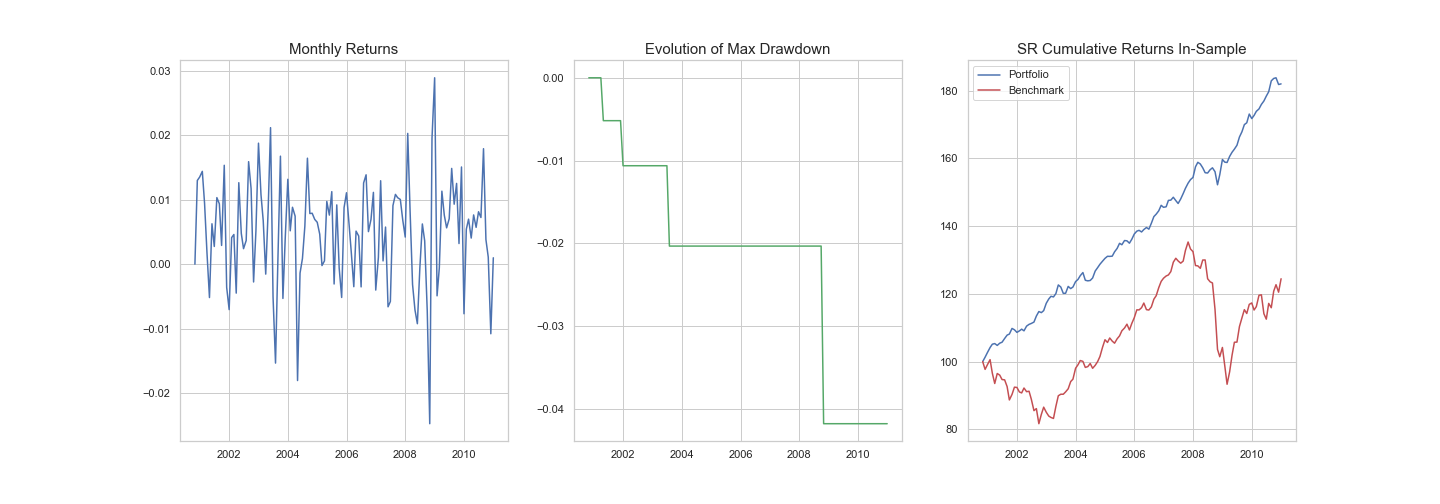 Monthly Returns
0.03
0.02
0.01
0.00
−0.01
−0.02
2002 2004 2006 2008 2010
Evolution of Max Drawdown
0.00
−0.01
−0.02
−0.03
−0.04
2002 2004 2006 2008 2010
SR Cumulative Returns In-Sample
Portfolio
Benchmark
180
160
140
120
100
80
2002 2004 2006 2008 2010